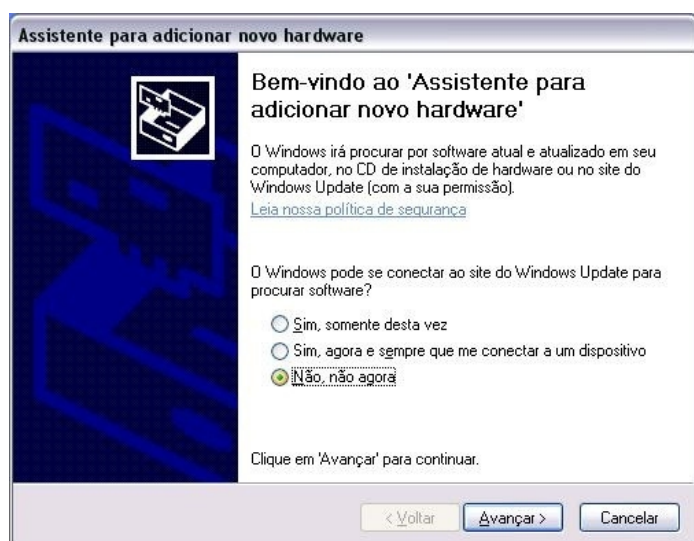 Assistente para adicionar novo hardware
Bem-vindo ao 'Assistente para
adicionar novo hardware'
O Windows irá procurar por software atual e atualizado em seu
computador, no CD de instalação de hardware ou no site do
Windows Update (com a sua permissão).
Leia nossa política de segurança
O Windows pode se conectar ao site do Windows Update para
procurar software?
Sim, somente desta vez
Sim, agora e sempre que me conectar a um dispositivo
Não, não agora
Clique em 'Avançar' para continuar.
< Voltar
Avançar >
Cancelar